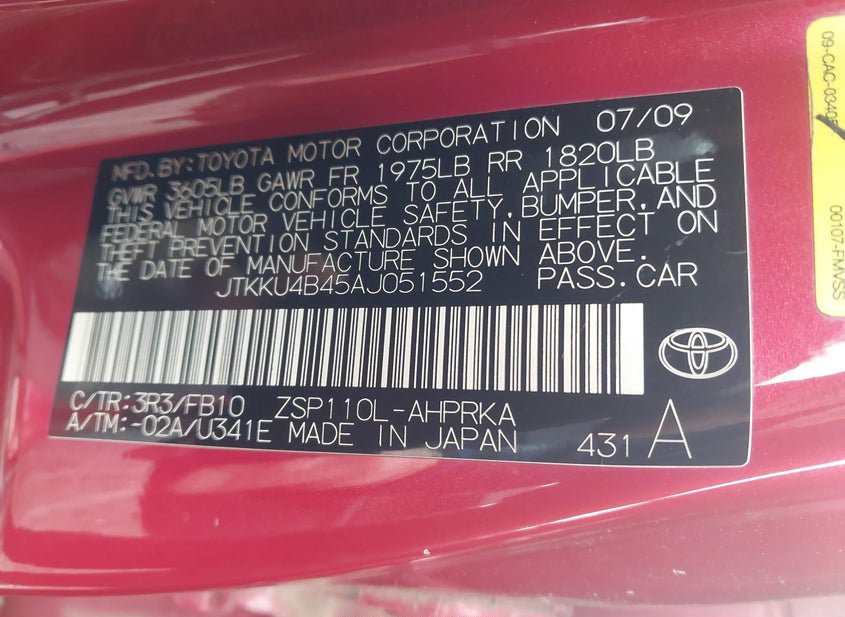 MFD.BY:TOYOTA MOTOR CORPORATION 07/09
GVWR 3605LB GAWR FR 1975LB RR 1820LB
THIS VEHICLE CONFORMS TO ALL APPLICABLE
FEDERAL MOTOR VEHICLE SAFETY,BUMPER,AND
THEFT PREVENTION STANDARDS IN EFFECT ON
THE DATE OF MANUFACTURE SHOWN ABOVE.
JTKKU4B45AJ051552 PASS.CAR
C/TR:3R3/FB10 ZSP110L-AHPRKA
A/TM:-02A/U341E MADE IN JAPAN 431 A
00107-FMVSS